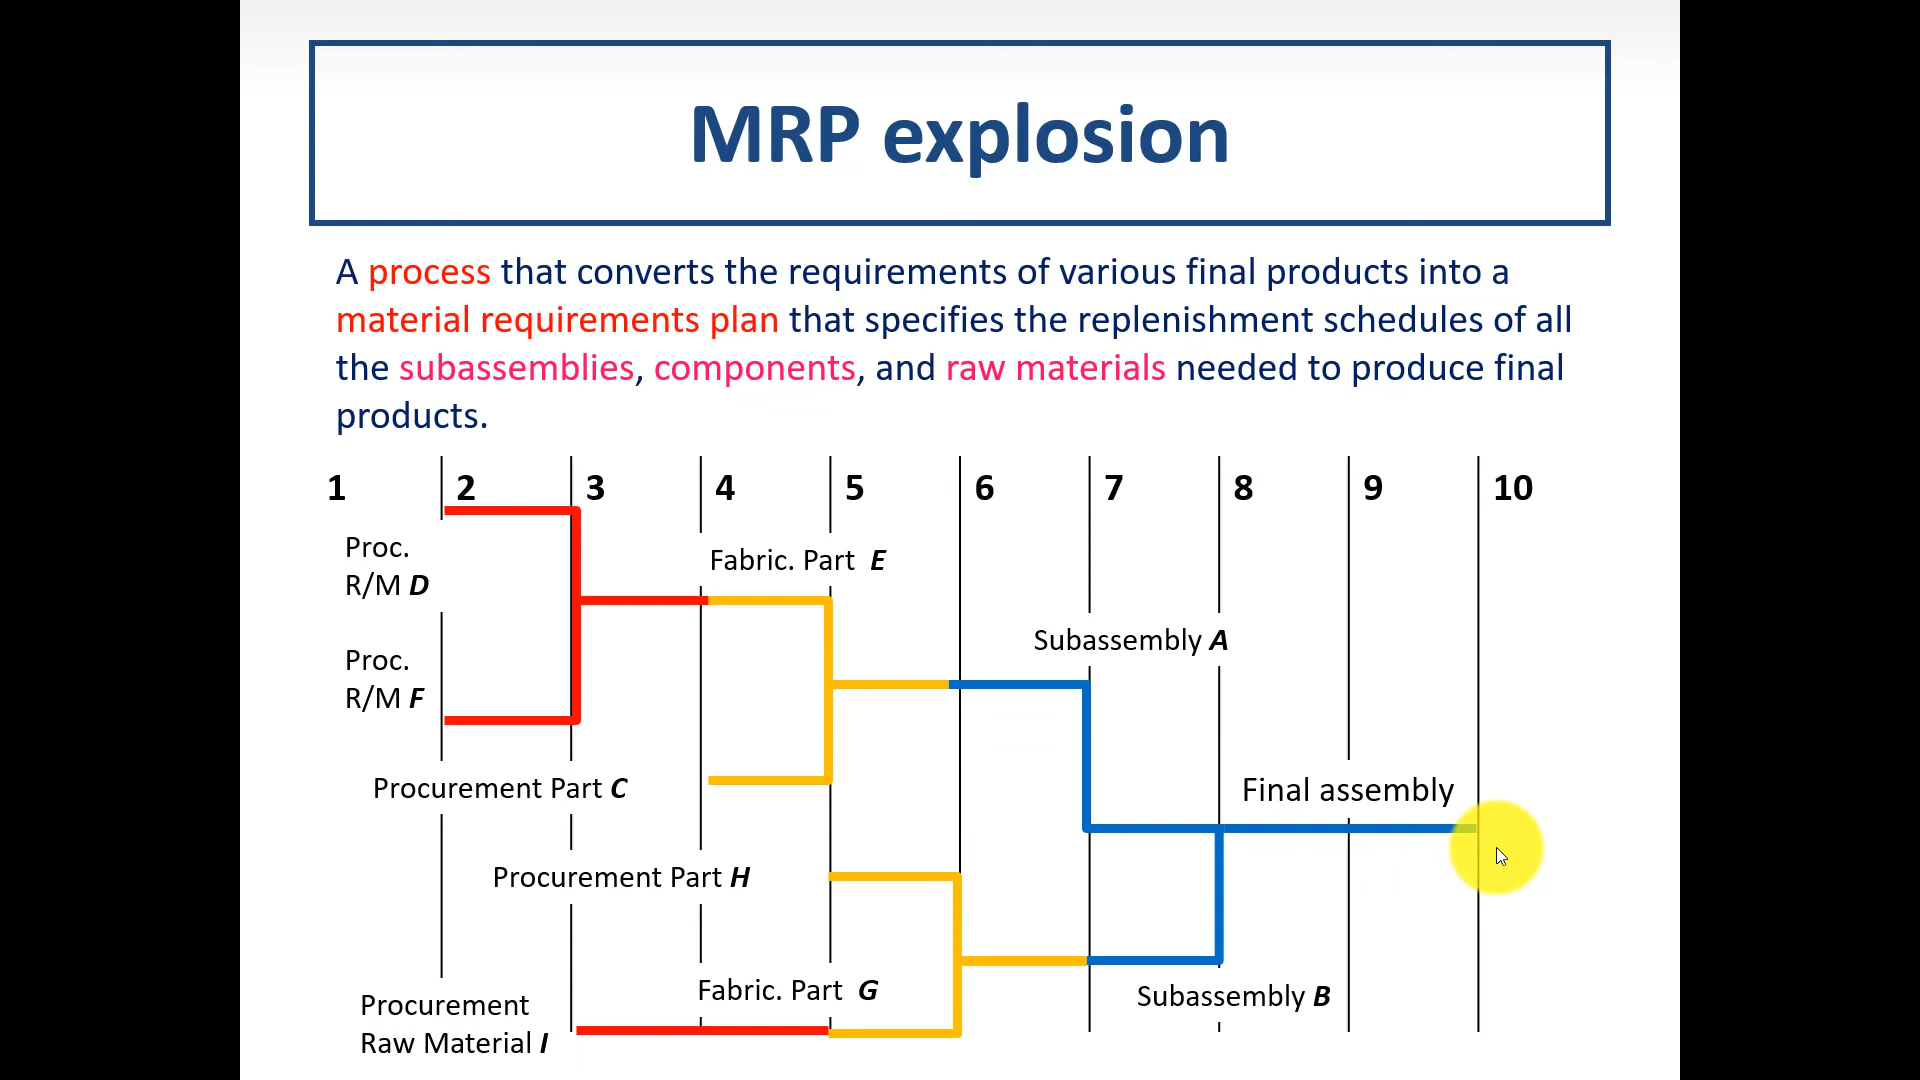 MRP explosion
A process that converts the requirements of various final products into a
material requirements plan that specifies the replenishment schedules of all
the subassemblies, components, and raw materials needed to produce final
products.
1 2 3 4 5 6 7 8 9 10
Proc.
R/M D
Fabric. Part E
Proc.
R/M F
Subassembly A
Procurement Part C
Final assembly
Procurement Part H
Fabric. Part G
Subassembly B
Procurement
Raw Material I